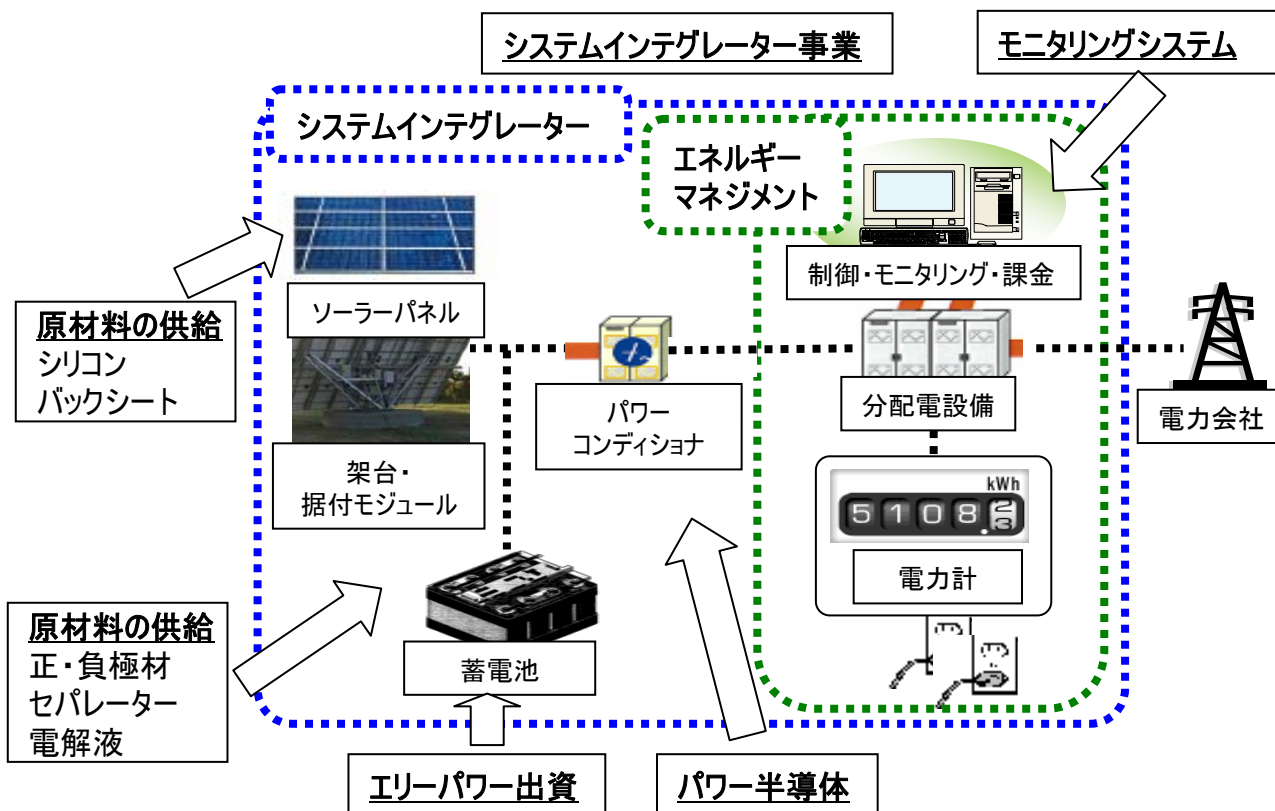 システムインテグレーター事業
モニタリングシステム
システムインテグレーター
エネルギー
マネジメント
制御・モニタリング・課金
ソーラーパネル
原材料の供給
シリコン
バックシート
架台・
据付モジュール
パワー
コンディショナ
分配電設備
電力会社
kWh
5108.23
電力計
原材料の供給
正・負極材
セパレーター
電解液
蓄電池
エリーパワー出資
パワー半導体